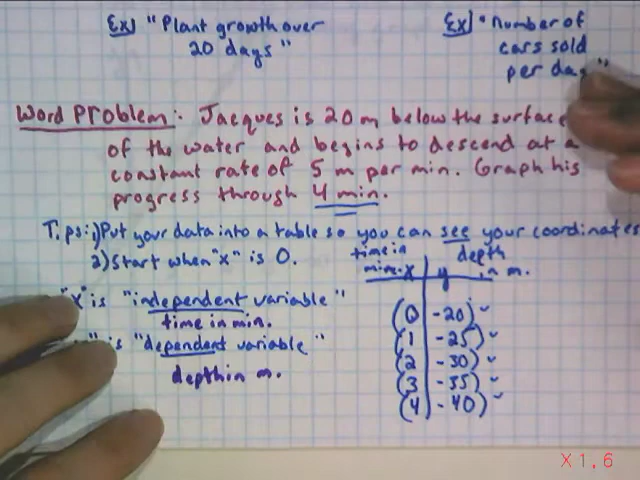 Ex) "Plant growth over
20 days"
Ex) "Number of
cars sold
per day"
Word Problem: Jacques is 20 m below the surface
of the water and begins to descend at a
constant rate of 5 m per min. Graph his
progress through 4 min.
Tips: 1) Put your data into a table so you can see your coordinates
2) Start when "x" is 0.
"x" is "independent variable"
time in min.
" is "dependent variable"
depth in m.
time in depth
min. x y in m.
(0 -20)
(1 -25)
(2 -30)
(3 -35)
(4 -40)
X1.6